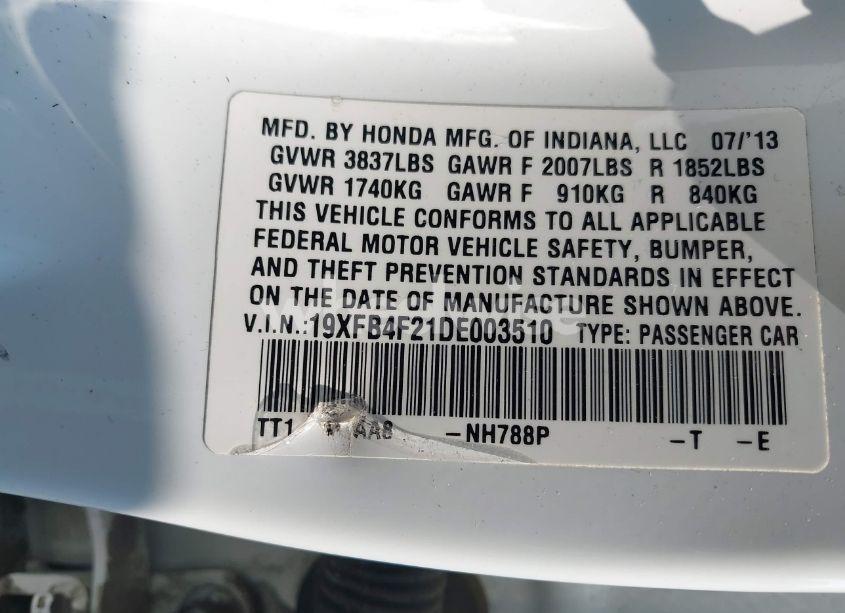 MFD. BY HONDA MFG. OF INDIANA, LLC 07/'13
GVWR 3837LBS GAWR F 2007LBS R 1852LBS
GVWR 1740KG GAWR F 910KG R 840KG
THIS VEHICLE CONFORMS TO ALL APPLICABLE
FEDERAL MOTOR VEHICLE SAFETY, BUMPER,
AND THEFT PREVENTION STANDARDS IN EFFECT
ON THE DATE OF MANUFACTURE SHOWN ABOVE.
V.I.N.:19XFB4F21DE003510 TYPE: PASSENGER CAR
TT1 AA8 -NH788P -T -E